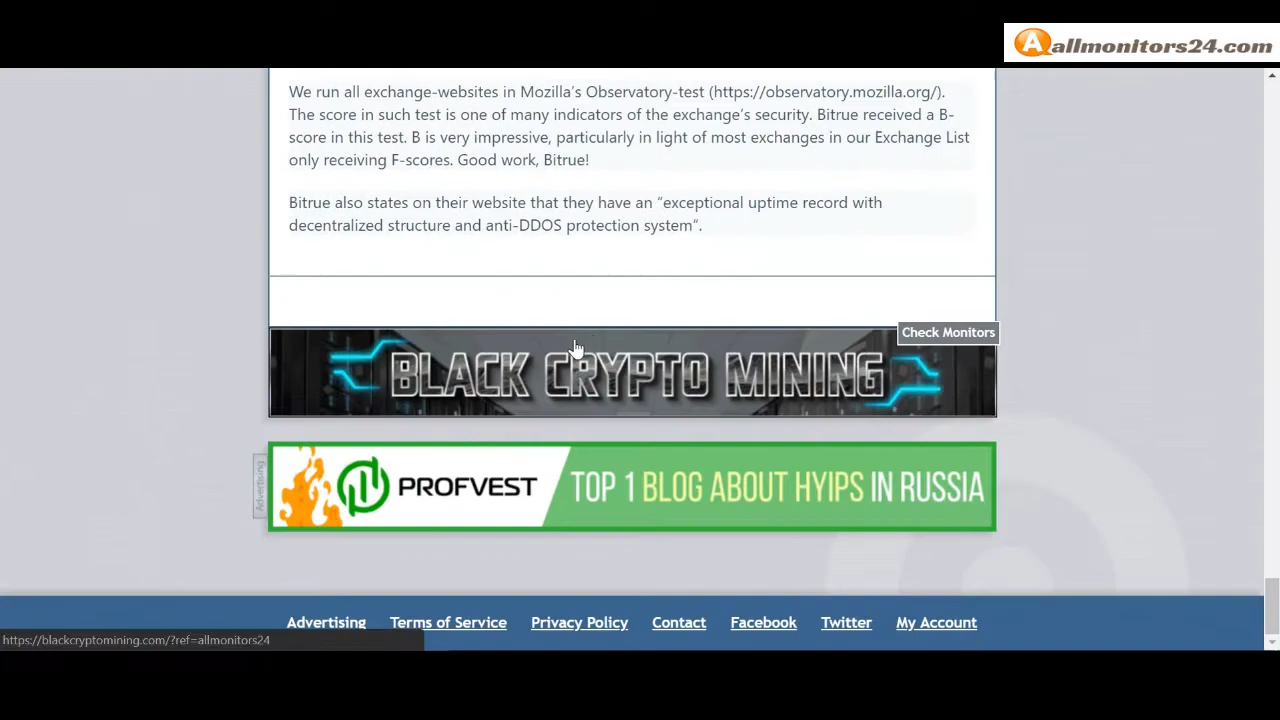 allmonitors24.com
We run all exchange-websites in Mozilla's Observatory-test (https://observatory.mozilla.org/).
The score in such test is one of many indicators of the exchange's security. Bitrue received a B-
score in this test. B is very impressive, particularly in light of most exchanges in our Exchange List
only receiving F-scores. Good work, Bitrue!
Bitrue also states on their website that they have an “exceptional uptime record with
decentralized structure and anti-DDOS protection system”.
Check Monitors
BLACK CRYPTO MINING
Advertising
PROFVEST TOP 1 BLOG ABOUT HYIPS IN RUSSIA
Advertising Terms of Service Privacy Policy Contact Facebook Twitter My Account
https://blackcryptomining.com/?ref=allmonitors24